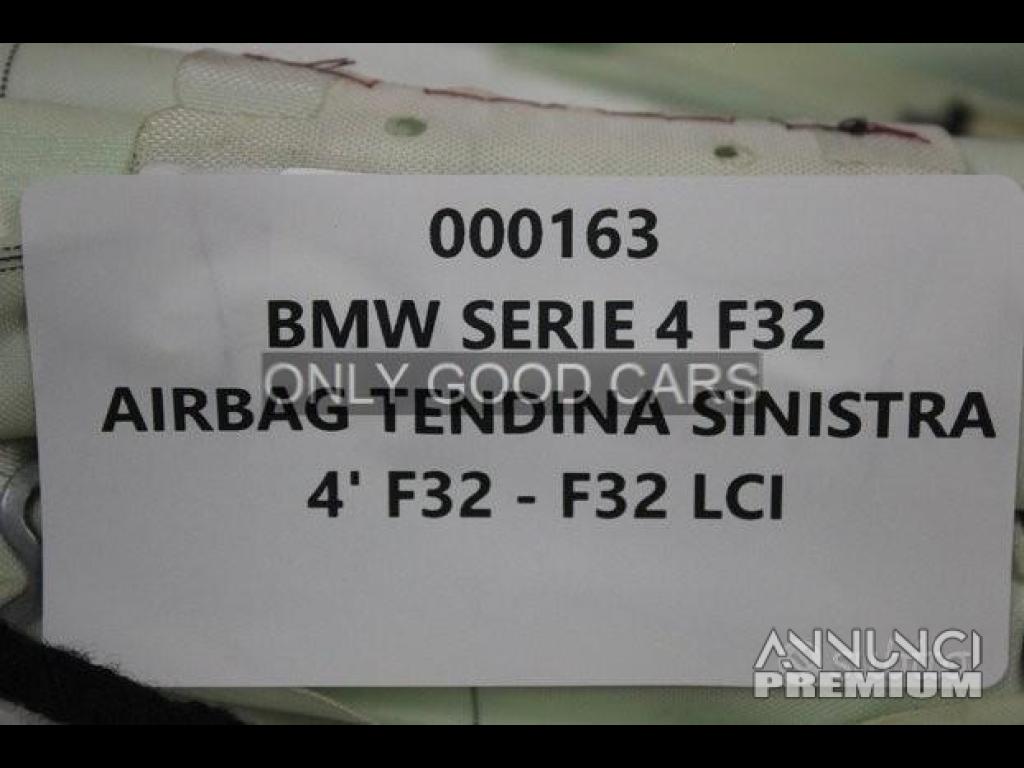 000163
BMW SERIE 4 F32
ONLY GOOD CARS
AIRBAG TENDINA SINISTRA
4' F32 - F32 LCI
ANNUNCI
PREMIUM